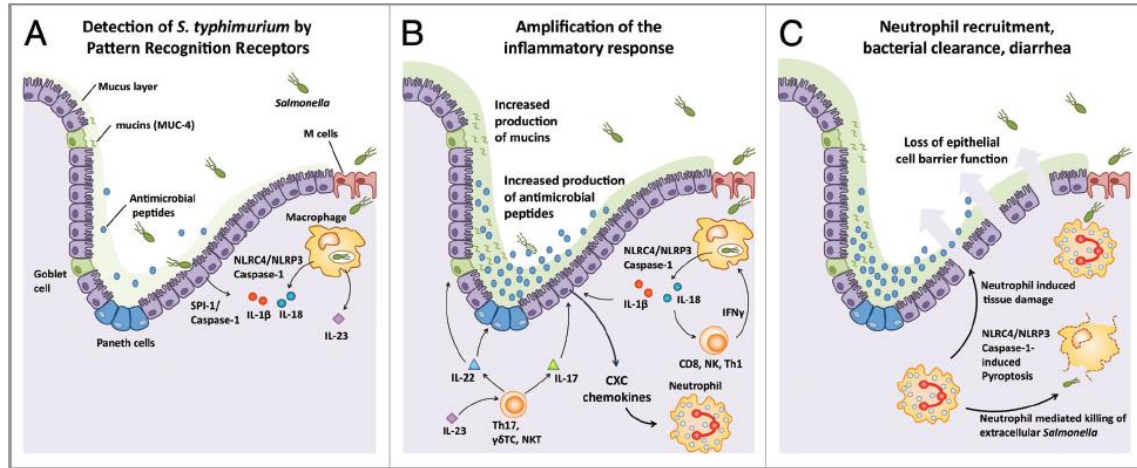 A
Detection of S. typhimurium by
Pattern Recognition Receptors
Mucus layer
Salmonella
mucins (MUC-4)
M cells
Antimicrobial
peptides
Macrophage
NLRC4/NLRP3
Caspase-1
Goblet
cell
SPI-1/
Caspase-1
IL-1β
IL-18
IL-23
Paneth cells
B
Amplification of the
inflammatory response
Increased
production
of mucins
Increased production
of antimicrobial
peptides
NLRC4/NLRP3
Caspase-1
IL-1β
IL-18
IFNγ
CD8, NK, Th1
IL-22
IL-17
CXC
chemokines
Neutrophil
IL-23
Th17,
γδTC, NKT
C
Neutrophil recruitment,
bacterial clearance, diarrhea
Loss of epithelial
cell barrier function
Neutrophil induced
tissue damage
NLRC4/NLRP3
Caspase-1-
induced
Pyroptosis
Neutrophil mediated killing of
extracellular Salmonella